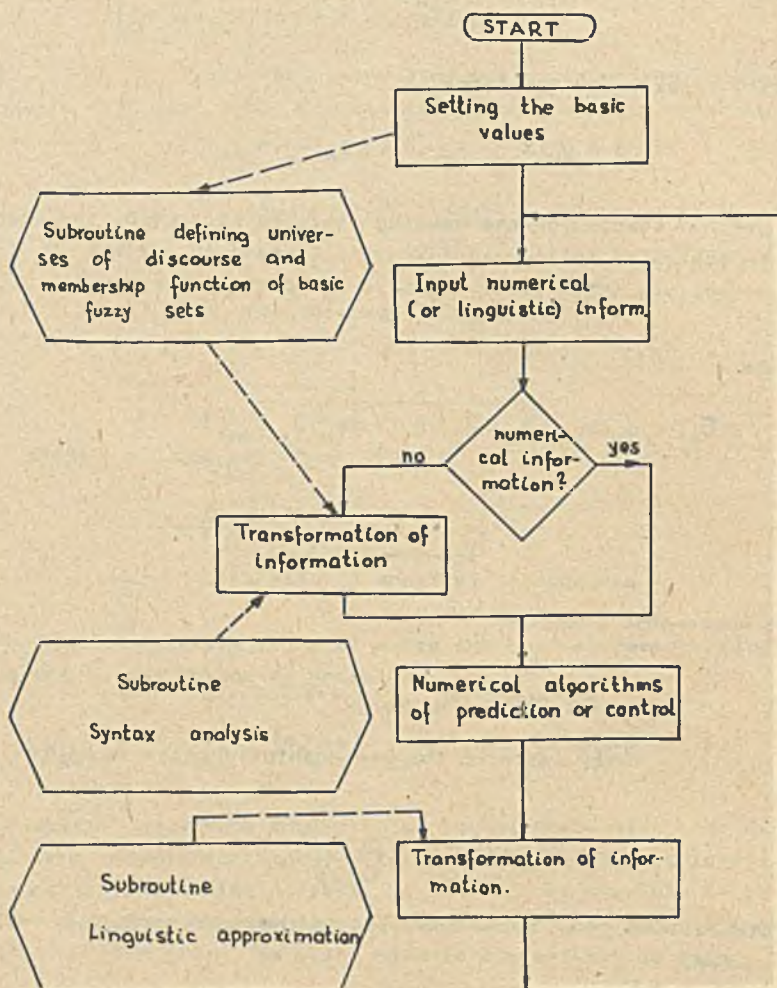 START
Setting the basic
values
Subroutine defining univer-
ses of discourse and
membership function of basic
fuzzy sets
Input numerical
(or linguistic) inform.
numeri-
cal infor-
mation?
no
yes
Transformation of
information
Subroutine
Syntax analysis
Numerical algorithms
of prediction or control
Transformation of infor-
mation.
Subroutine
Linguistic approximation